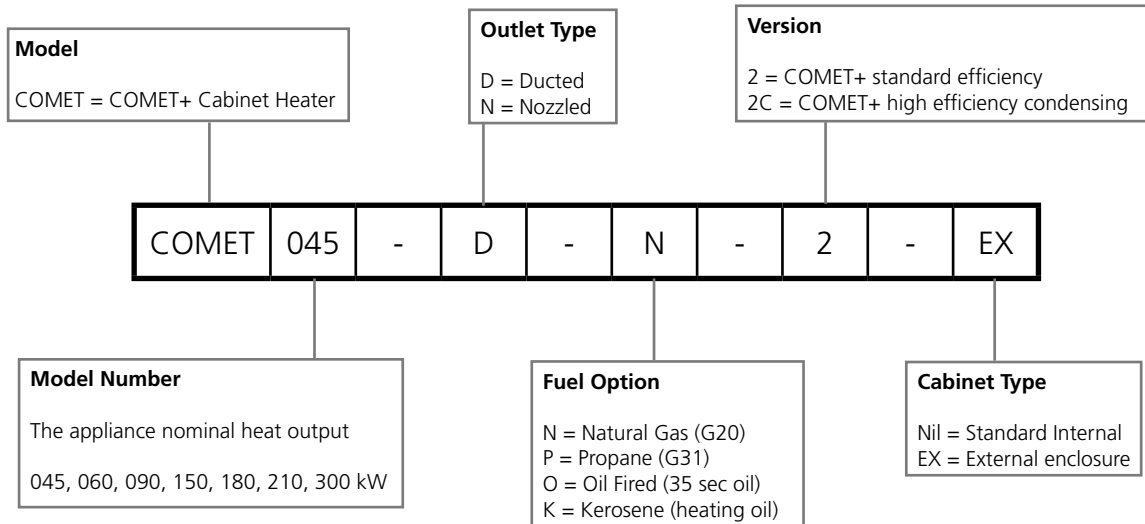 Model
COMET = COMET+ Cabinet Heater
Outlet Type
D = Ducted
N = Nozzled
Version
2 = COMET+ standard efficiency
2C = COMET+ high efficiency condensing
COMET 045 - D - N - 2 - EX
Model Number
The appliance nominal heat output
045, 060, 090, 150, 180, 210, 300 kW
Fuel Option
N = Natural Gas (G20)
P = Propane (G31)
O = Oil Fired (35 sec oil)
K = Kerosene (heating oil)
Cabinet Type
Nil = Standard Internal
EX = External enclosure